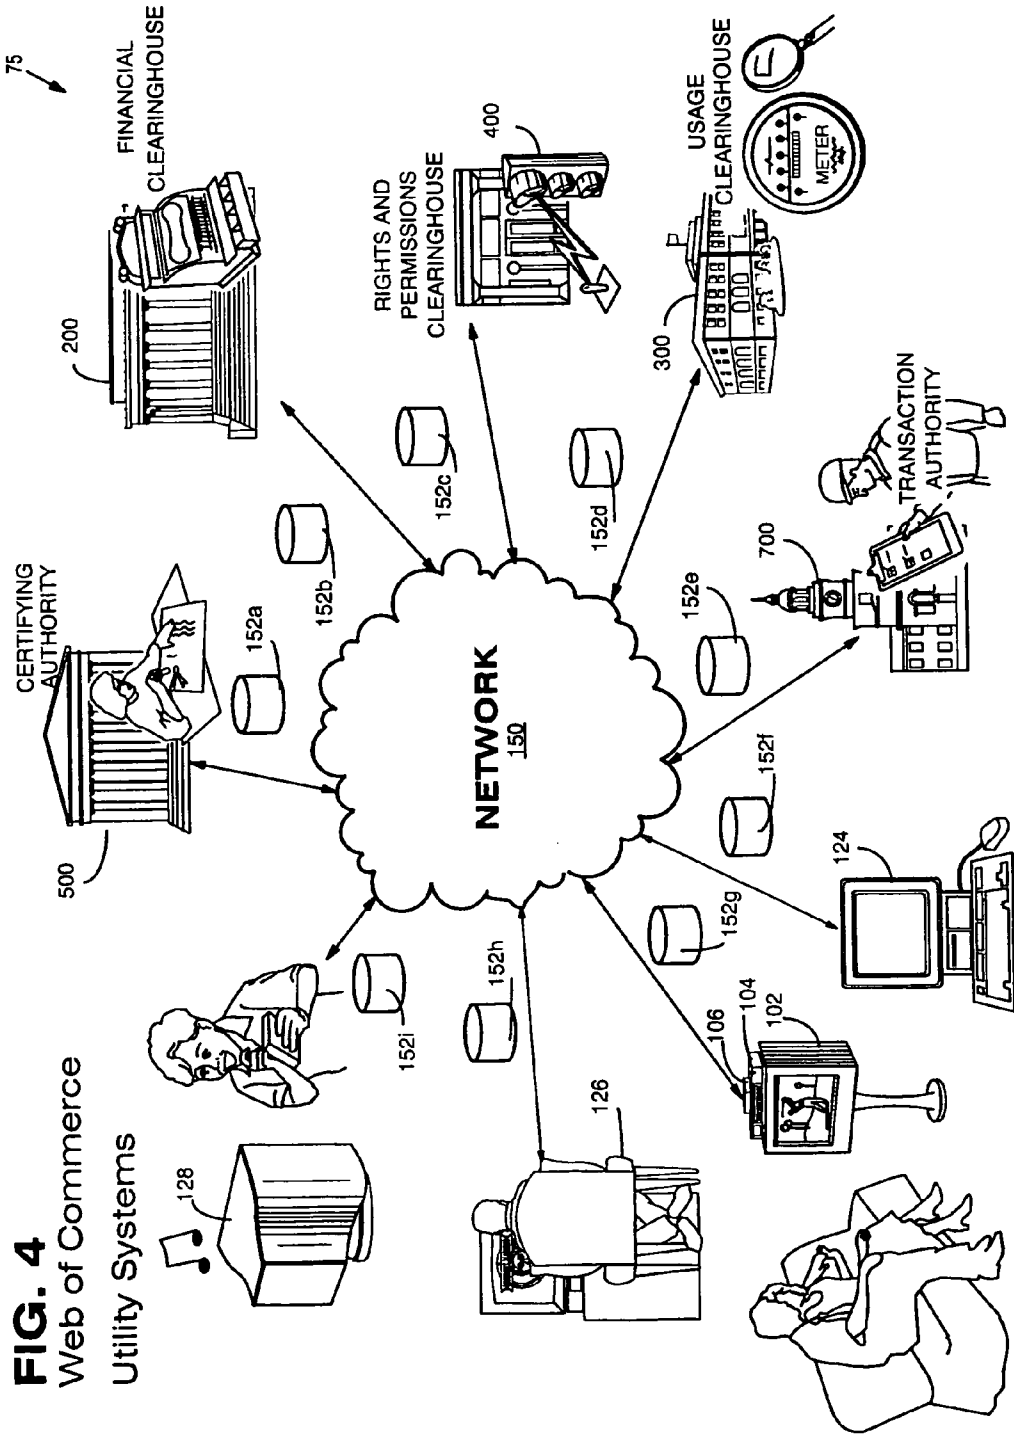 FIG. 4
Web of Commerce
Utility Systems
75
CERTIFYING
AUTHORITY
500
FINANCIAL
CLEARINGHOUSE
200
RIGHTS AND
PERMISSIONS
CLEARINGHOUSE
400
USAGE
CLEARINGHOUSE
METER
300
TRANSACTION
AUTHORITY
700
NETWORK
150
152a
152b
152c
152d
152e
152f
152g
152h
152i
128
126
106
104
102
124